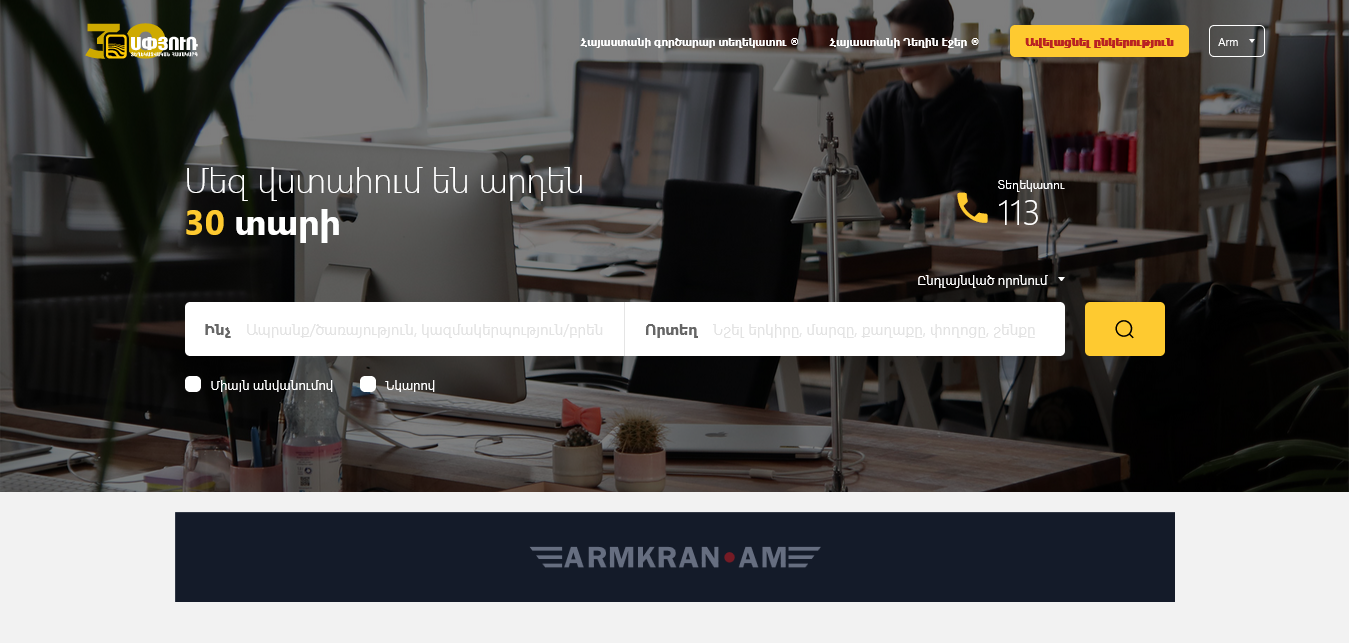 30 ՍՓՅՈՒՌ
ՏԵՂԵԿԱՏՎԱԿԱՆ ՀԱՄԱԿԱՐԳ
Հայաստանի գործարար տեղեկատու ®
Հայաստանի Դեղին Էջեր ®
Ավելացնել ընկերություն
Arm
Մեզ վստահում են արդեն
30 տարի
Տեղեկատու
113
Ընդլայնված որոնում
Ինչ Ապրանք/ծառայություն, կազմակերպություն/բրեն
Որտեղ Նշել երկիրը, մարզը, քաղաքը, փողոցը, շենքը
Միայն անվանումով
Նկարով
ARMKRAN•AM